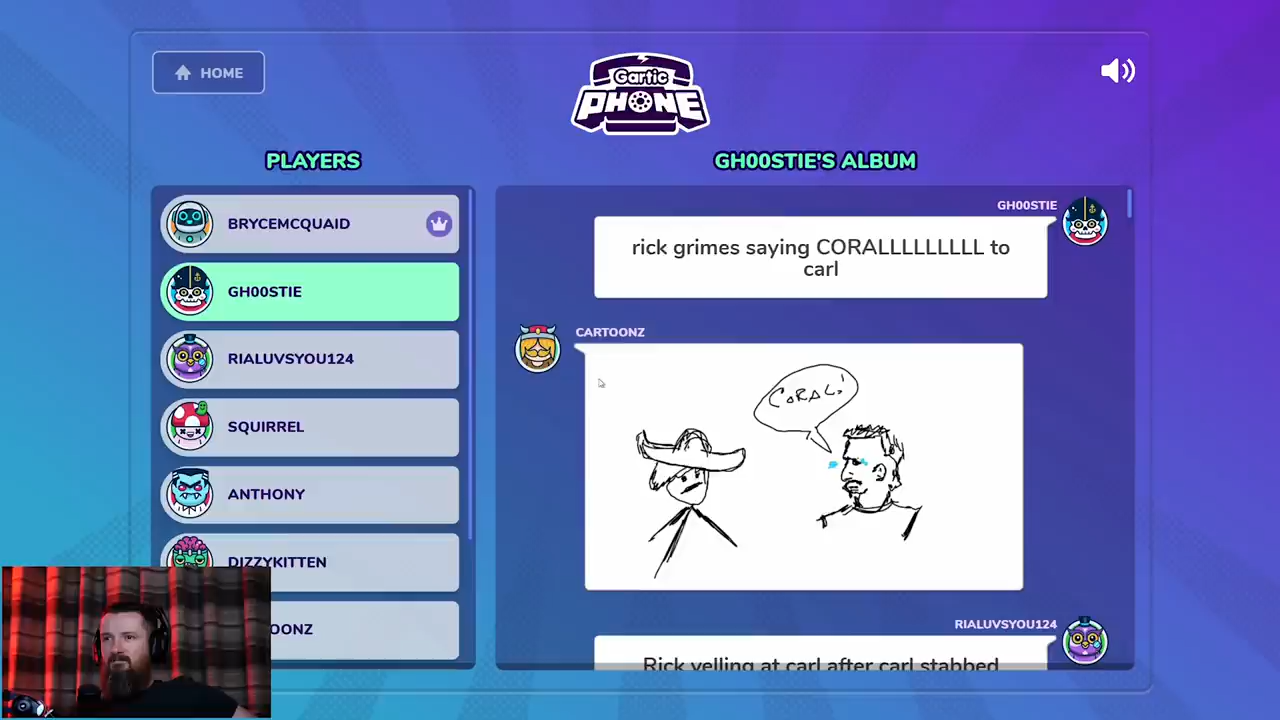 HOME
Gartic
PHONE
PLAYERS
BRYCEMCQUAID
GH00STIE
RIALUVSYOU124
SQUIRREL
ANTHONY
DIZZYKITTEN
OONZ
GH00STIE'S ALBUM
GH00STIE
rick grimes saying CORALLLLLLLLL to
carl
CARTOONZ
CORAL!
RIALUVSYOU124
Rick yelling at carl after carl stabbed